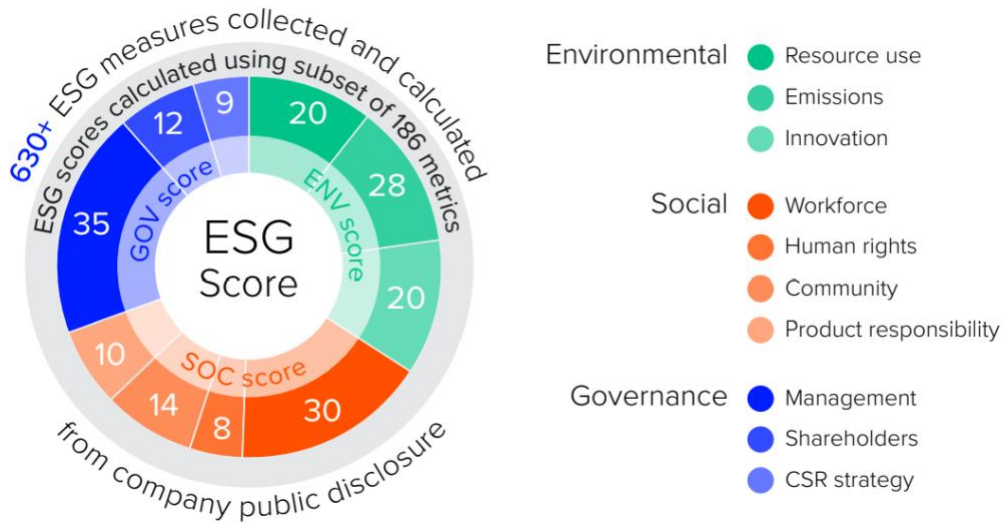 630+ ESG measures collected and calculated
ESG scores calculated using subset of 186 metrics
from company public disclosure
ESG
Score
ENV score
20
28
20
SOC score
30
8
14
10
GOV score
35
12
9
Environmental
Resource use
Emissions
Innovation
Social
Workforce
Human rights
Community
Product responsibility
Governance
Management
Shareholders
CSR strategy